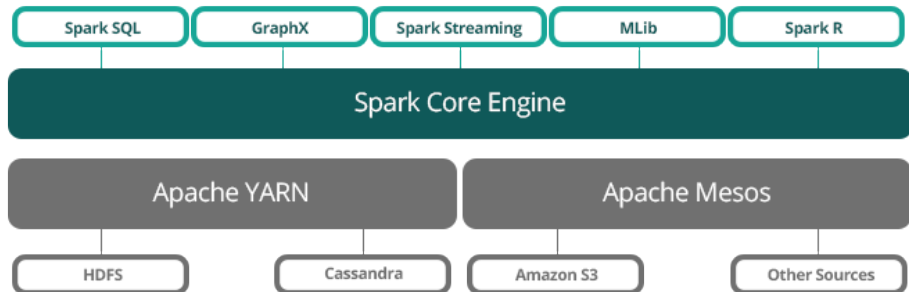 Spark SQL
GraphX
Spark Streaming
MLib
Spark R
Spark Core Engine
Apache YARN
Apache Mesos
HDFS
Cassandra
Amazon S3
Other Sources